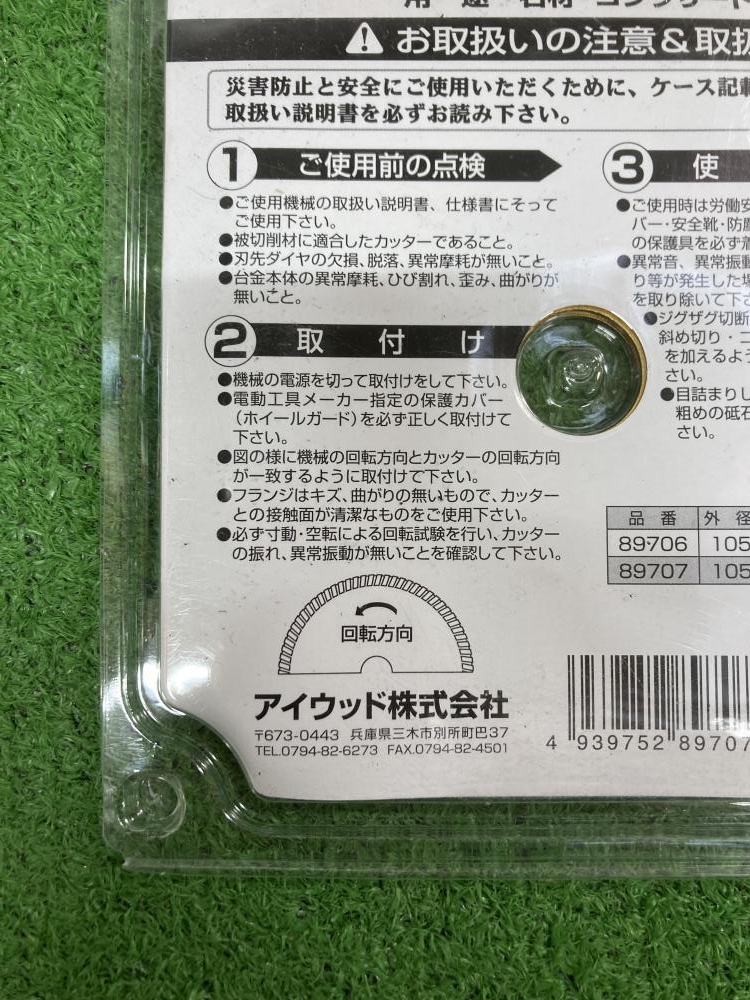 用 途 石材・コンクリート
お取扱いの注意＆取扱
災害防止と安全にご使用いただくために、ケース記載
取扱い説明書を必ずお読み下さい。
1 ご使用前の点検
●ご使用機械の取扱い説明書、仕様書にそって
ご使用下さい。
●被切削材に適合したカッターであること。
●刃先ダイヤの欠損、脱落、異常摩耗が無いこと。
●台金本体の異常摩耗、ひび割れ、歪み、曲がりが
無いこと。
2 取付け
●機械の電源を切って取付けをして下さい。
●電動工具メーカー指定の保護カバー
（ホイールガード）を必ず正しく取付けて
下さい。
●図の様に機械の回転方向とカッターの回転方向
が一致するように取付けて下さい。
●フランジはキズ、曲がりの無いもので、カッター
との接触面が清潔なものをご使用下さい。
●必ず寸動・空転による回転試験を行い、カッター
の振れ、異常振動が無いことを確認して下さい。
回転方向
アイウッド株式会社
〒673-0443 兵庫県三木市別所町巴37
TEL.0794-82-6273 FAX.0794-82-4501
3 使
●ご使用時は労働安
バー・安全靴・防塵
の保護具を必ず着
●異常音、異常振動
り等が発生した場
を取り除いて下さ
●ジグザグ切断
斜め切り・コ
を加えるよう
さい。
●目詰まりし
粗めの砥石
さい。
品番 外径
89706 105
89707 105
4 939752 89707